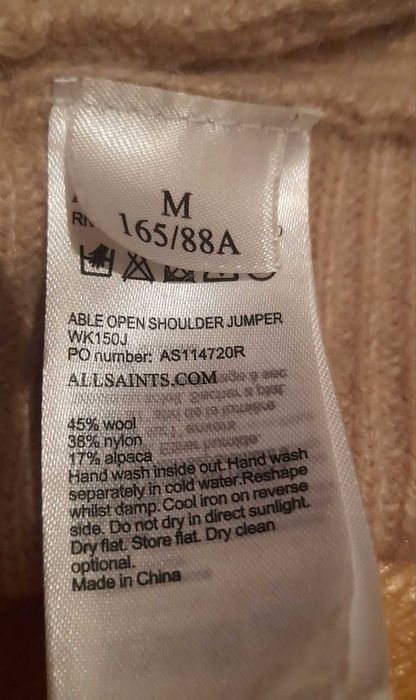 M
165/88A
RN
ABLE OPEN SHOULDER JUMPER
WK150J
PO number: AS114720R
ALLSAINTS.COM
45% wool
38% nylon
17% alpaca
Hand wash inside out.Hand wash
separately in cold water.Reshape
whilst damp.Cool iron on reverse
side. Do not dry in direct sunlight.
Dry flat. Store flat. Dry clean
optional.
Made in China